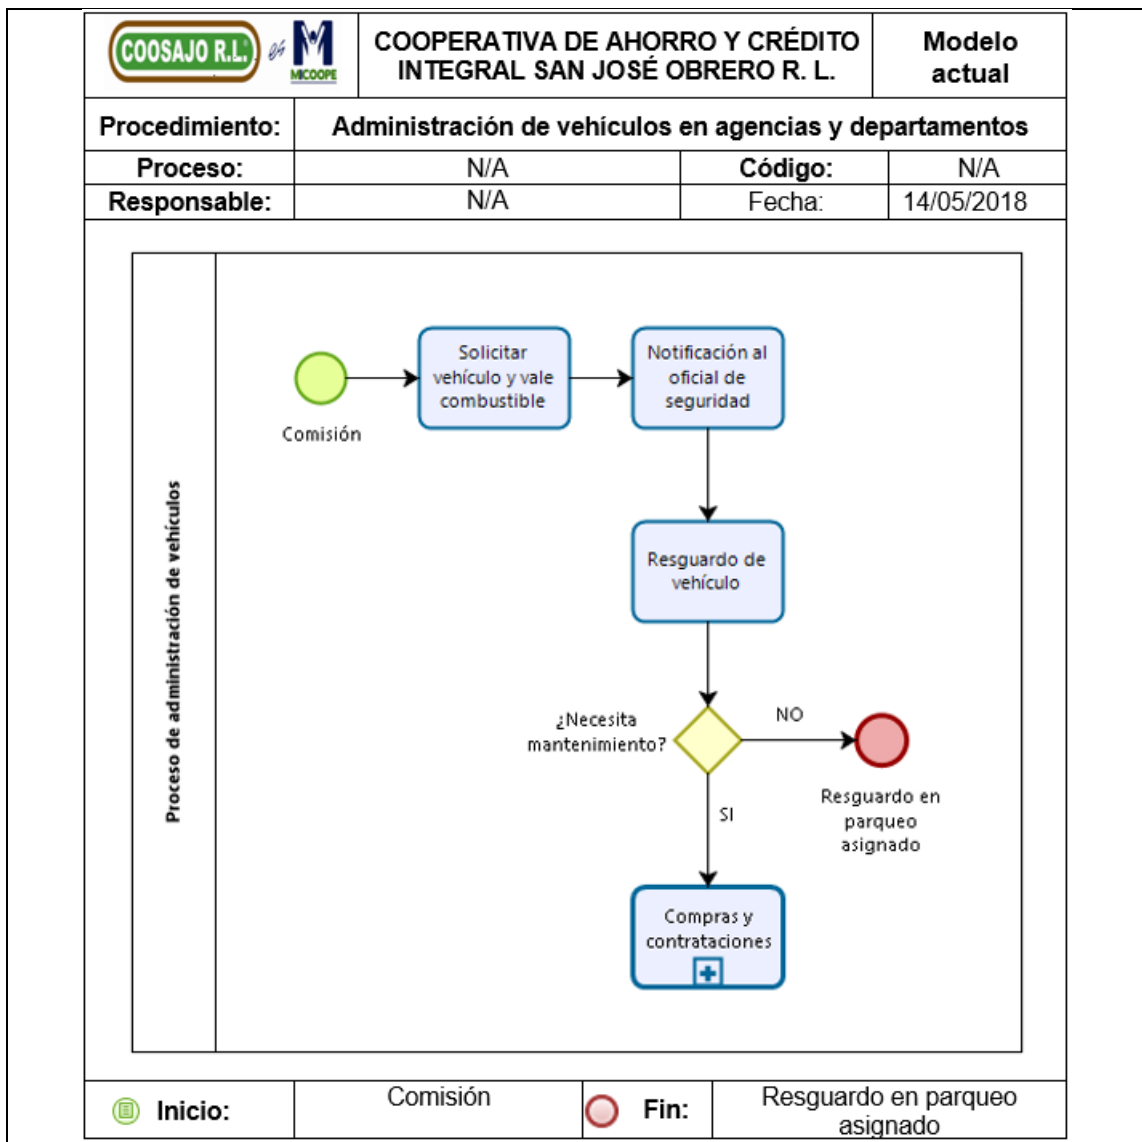 COOSAJO R.L.
es
MICOOPE
COOPERATIVA DE AHORRO Y CRÉDITO
INTEGRAL SAN JOSÉ OBRERO R. L.
Modelo
actual
Procedimiento:
Administración de vehículos en agencias y departamentos
Proceso:
N/A
Código:
N/A
Responsable:
N/A
Fecha:
14/05/2018
Proceso de administración de vehículos
Comisión
Solicitar
vehículo y vale
combustible
Notificación al
oficial de
seguridad
Resguardo de
vehículo
¿Necesita
mantenimiento?
NO
Resguardo en
parqueo
asignado
SI
Compras y
contrataciones
Inicio:
Comisión
Fin:
Resguardo en parqueo
asignado